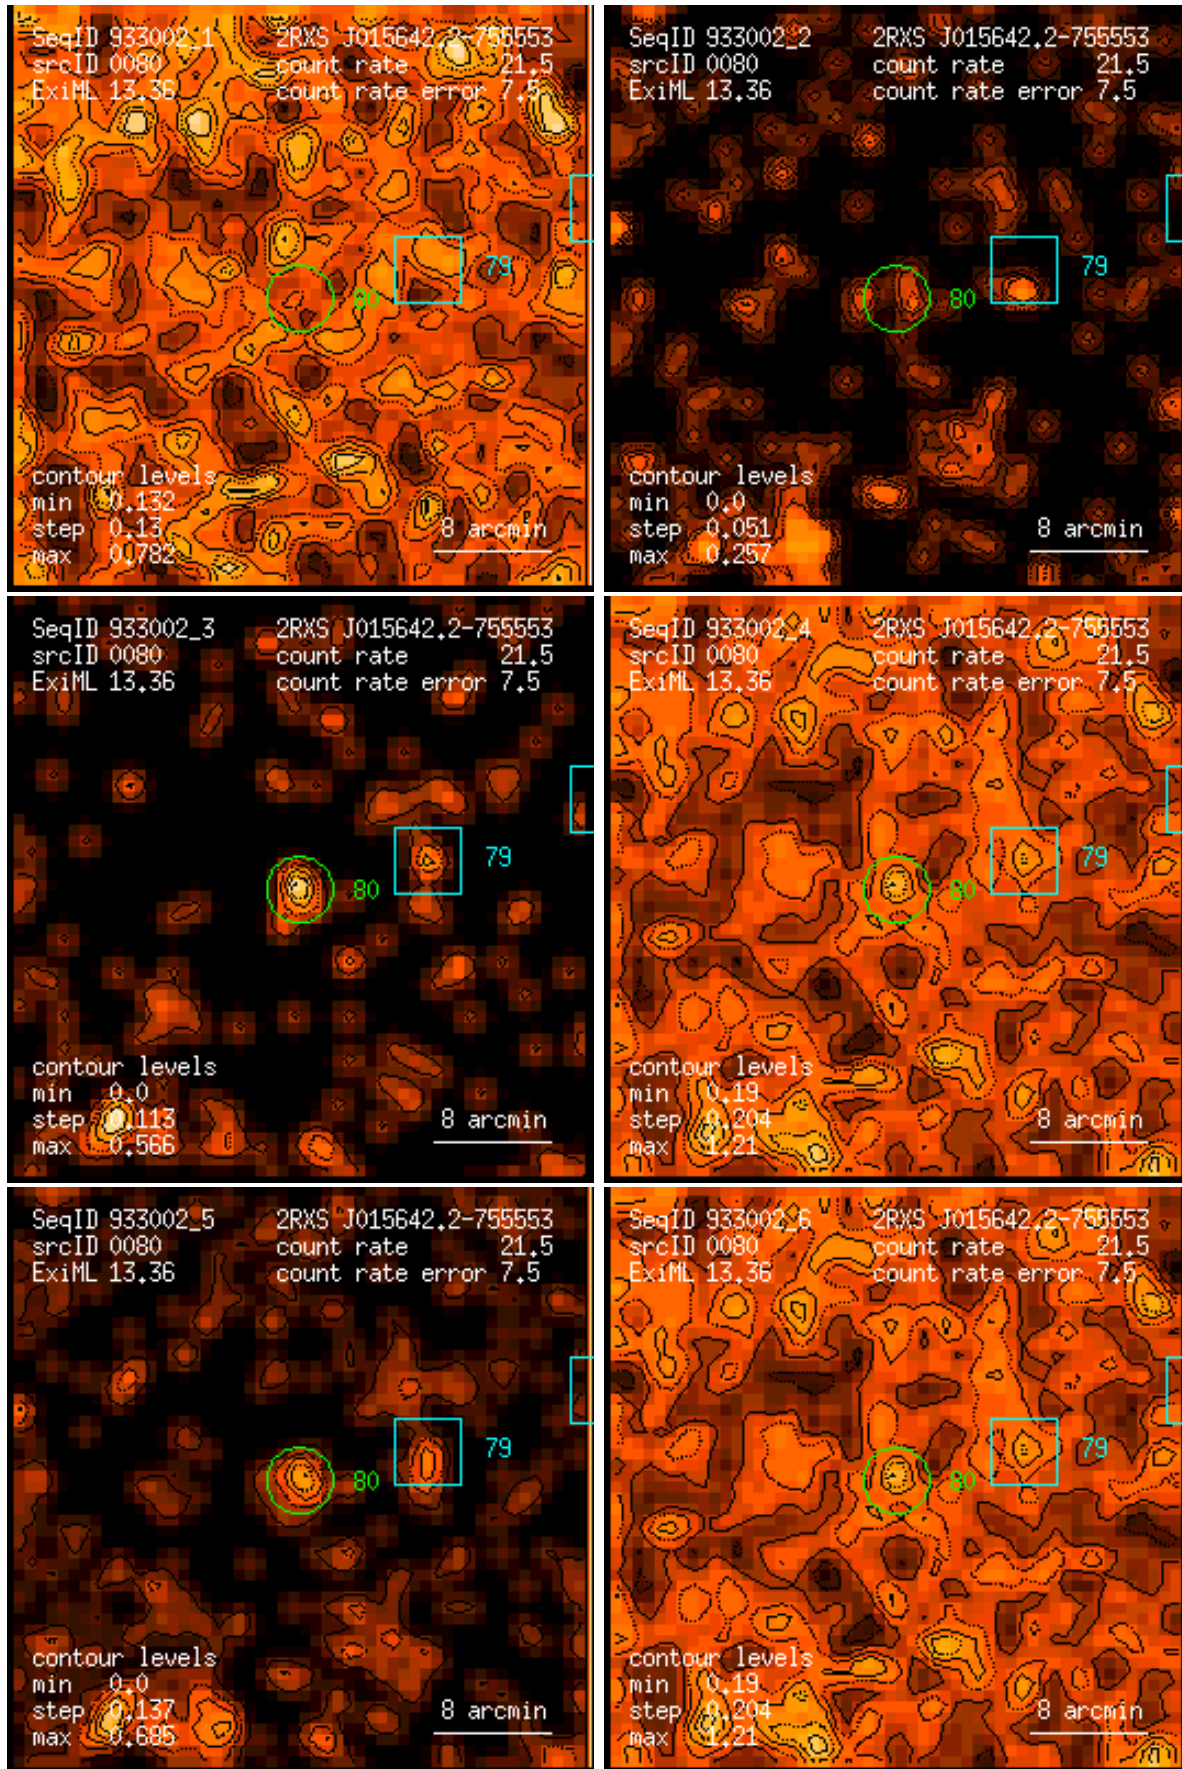 SeqID 933002_1 2RXS J015642.2-755553
srcID 0080 count rate 21.5
ExiML 13.36 count rate error 7.5
79
80
contour levels
min 0.132
step 0.13
max 0.782
8 arcmin
SeqID 933002_2 2RXS J015642.2-755553
srcID 0080 count rate 21.5
ExiML 13.36 count rate error 7.5
79
80
contour levels
min 0.0
step 0.051
max 0.257
8 arcmin
SeqID 933002_3 2RXS J015642.2-755553
srcID 0080 count rate 21.5
ExiML 13.36 count rate error 7.5
79
80
contour levels
min 0.0
step 0.113
max 0.566
8 arcmin
SeqID 933002_4 2RXS J015642.2-755553
srcID 0080 count rate 21.5
ExiML 13.36 count rate error 7.5
79
80
contour levels
min 0.19
step 0.204
max 1.21
8 arcmin
SeqID 933002_5 2RXS J015642.2-755553
srcID 0080 count rate 21.5
ExiML 13.36 count rate error 7.5
79
80
contour levels
min 0.0
step 0.137
max 0.685
8 arcmin
SeqID 933002_6 2RXS J015642.2-755553
srcID 0080 count rate 21.5
ExiML 13.36 count rate error 7.5
79
80
contour levels
min 0.19
step 0.204
max 1.21
8 arcmin